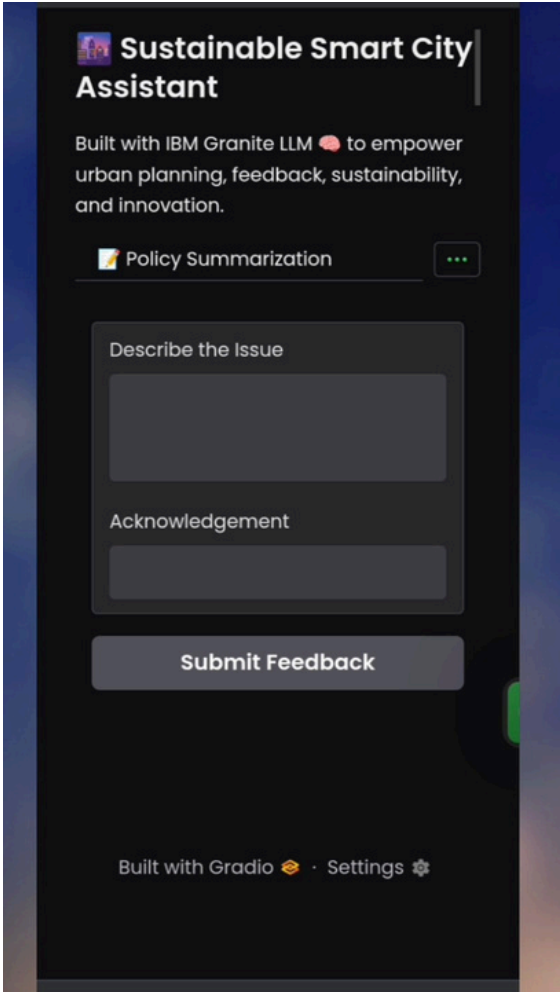 🌆 Sustainable Smart City
Assistant
Built with IBM Granite LLM 🧠 to empower
urban planning, feedback, sustainability,
and innovation.
📝 Policy Summarization
Describe the Issue
Acknowledgement
Submit Feedback
Built with Gradio · Settings ⚙️